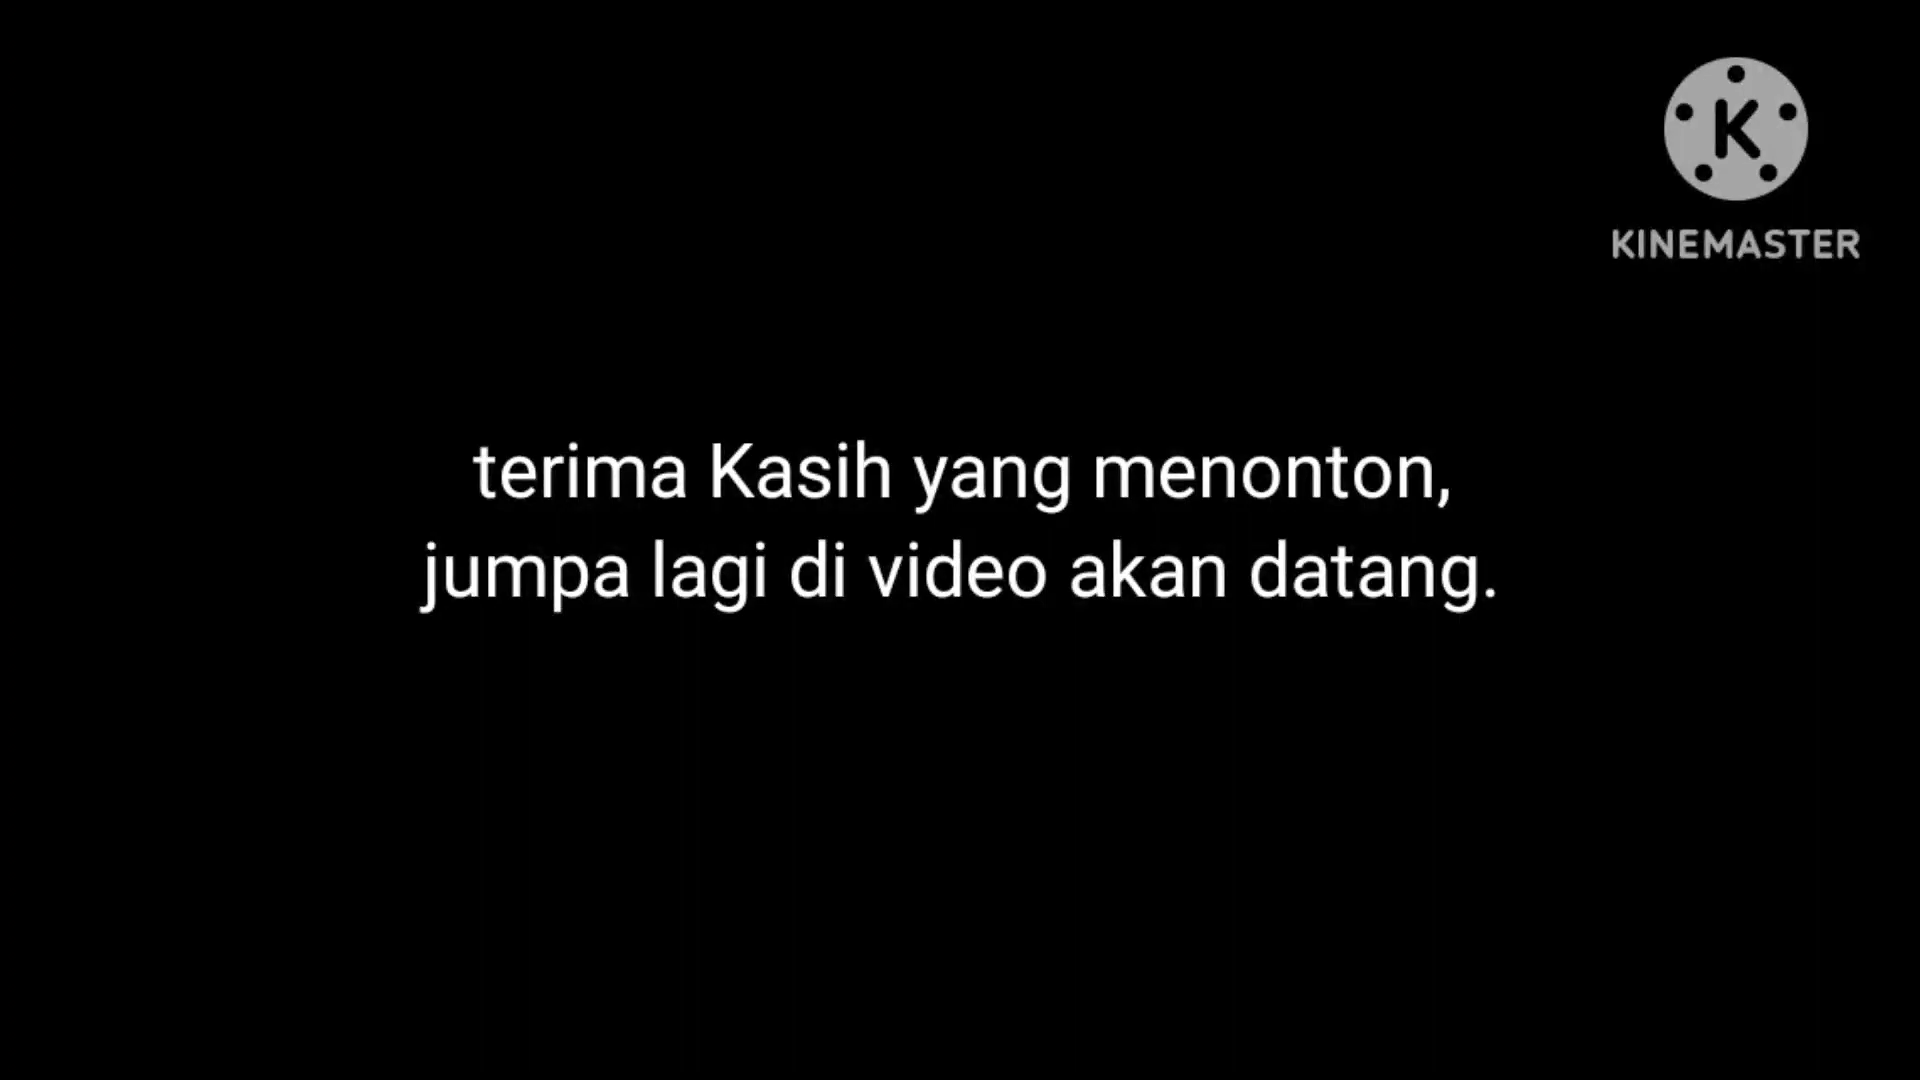 K
KINEMASTER
terima Kasih yang menonton,
jumpa lagi di video akan datang.